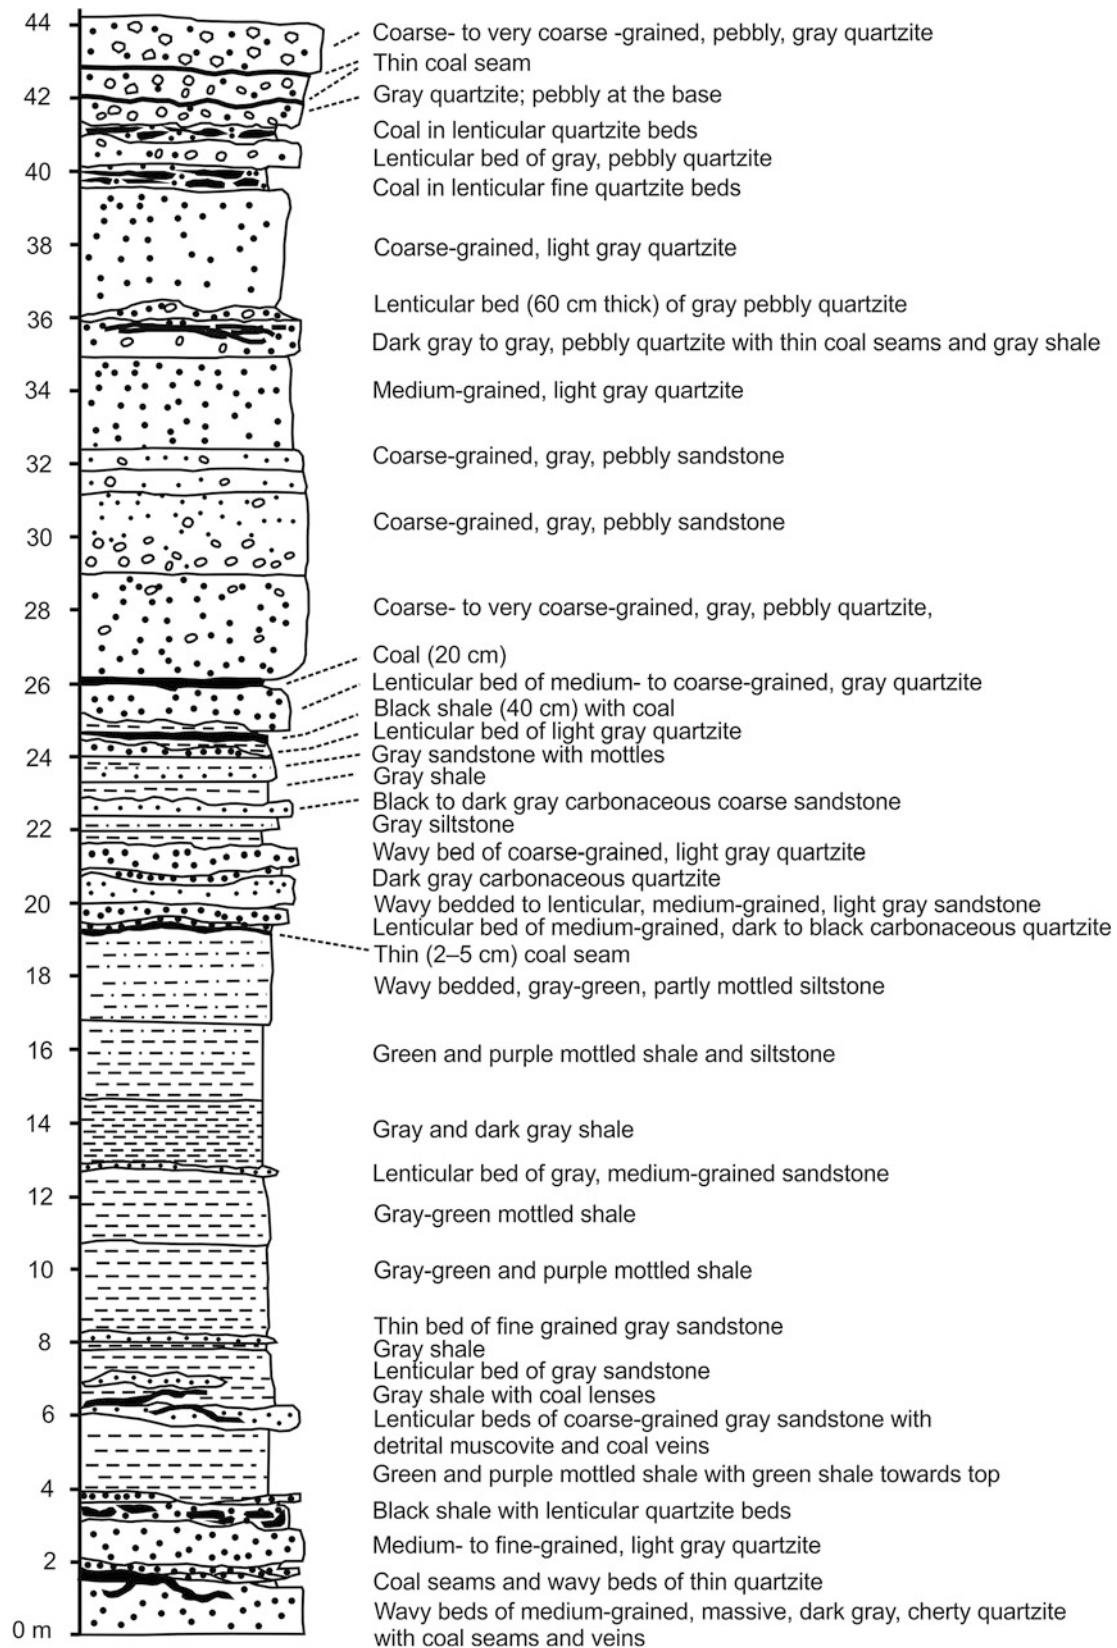 44
Coarse- to very coarse -grained, pebbly, gray quartzite
Thin coal seam
42
Gray quartzite; pebbly at the base
Coal in lenticular quartzite beds
Lenticular bed of gray, pebbly quartzite
40
Coal in lenticular fine quartzite beds
38
Coarse-grained, light gray quartzite
Lenticular bed (60 cm thick) of gray pebbly quartzite
36
Dark gray to gray, pebbly quartzite with thin coal seams and gray shale
34
Medium-grained, light gray quartzite
32
Coarse-grained, gray, pebbly sandstone
30
Coarse-grained, gray, pebbly sandstone
28
Coarse- to very coarse-grained, gray, pebbly quartzite,
Coal (20 cm)
26
Lenticular bed of medium- to coarse-grained, gray quartzite
Black shale (40 cm) with coal
Lenticular bed of light gray quartzite
24
Gray sandstone with mottles
Gray shale
Black to dark gray carbonaceous coarse sandstone
22
Gray siltstone
Wavy bed of coarse-grained, light gray quartzite
Dark gray carbonaceous quartzite
20
Wavy bedded to lenticular, medium-grained, light gray sandstone
Lenticular bed of medium-grained, dark to black carbonaceous quartzite
Thin (2–5 cm) coal seam
18
Wavy bedded, gray-green, partly mottled siltstone
16
Green and purple mottled shale and siltstone
14
Gray and dark gray shale
Lenticular bed of gray, medium-grained sandstone
12
Gray-green mottled shale
10
Gray-green and purple mottled shale
Thin bed of fine grained gray sandstone
8
Gray shale
Lenticular bed of gray sandstone
Gray shale with coal lenses
6
Lenticular beds of coarse-grained gray sandstone with
detrital muscovite and coal veins
Green and purple mottled shale with green shale towards top
4
Black shale with lenticular quartzite beds
Medium- to fine-grained, light gray quartzite
2
Coal seams and wavy beds of thin quartzite
Wavy beds of medium-grained, massive, dark gray, cherty quartzite
0 m
with coal seams and veins